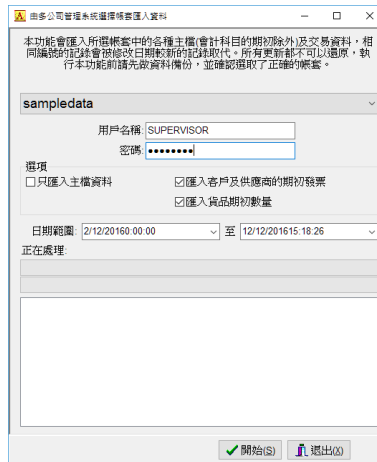 由多公司管理系統選擇帳套匯入資料
本功能會匯入所選帳套中的各種主檔(會計科目的期初除外)及交易資料，相
同編號的記錄會被修改日期較新的記錄取代。所有更新都不可以還原，執
行本功能前請先做資料備份，並確認選取了正確的帳套。
sampledata
用戶名稱: SUPERVISOR
密碼: ●●●●●●●●
選項
只匯入主檔資料 ☑匯入客戶及供應商的期初發票
☑匯入貨品期初數量
日期範圍: 2/12/20160:00:00 至 12/12/201615:18:26
正在處理:
開始(S) 退出(X)